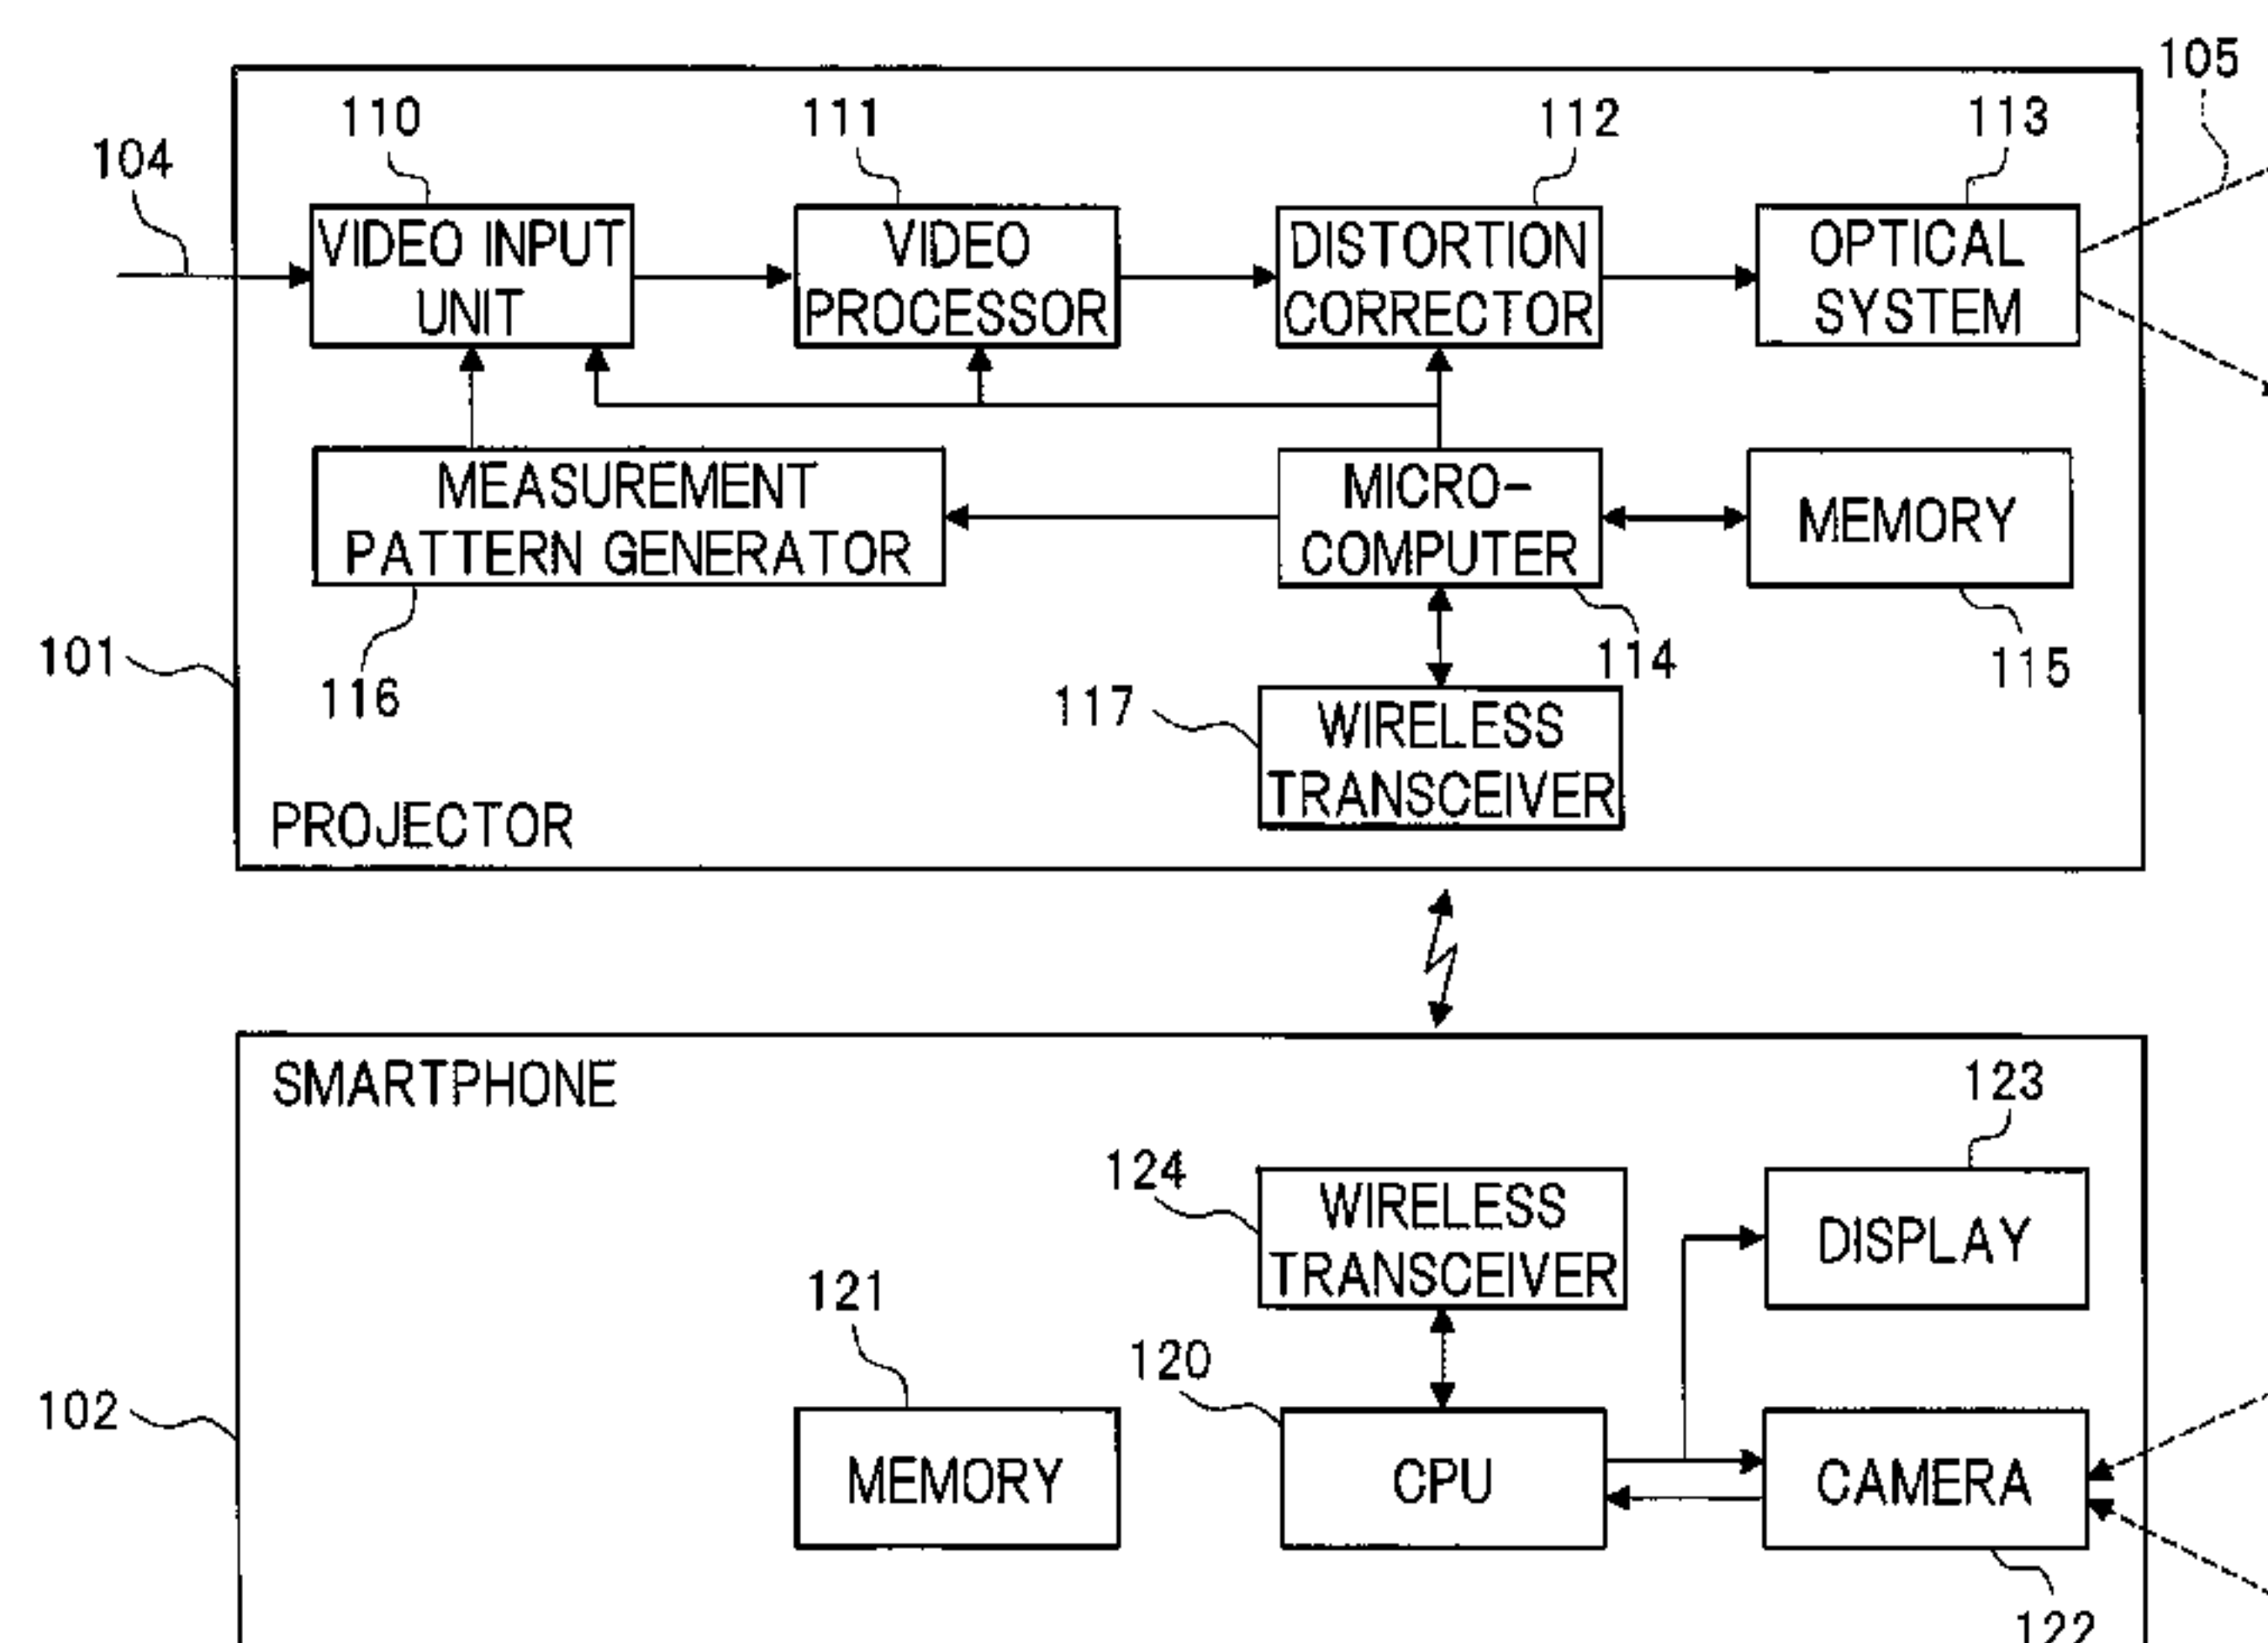 105
110
111
112
113
104
VIDEO INPUT
UNIT
VIDEO
PROCESSOR
DISTORTION
CORRECTOR
OPTICAL
SYSTEM
MEASUREMENT
PATTERN GENERATOR
MICRO-
COMPUTER
MEMORY
101
116
114
115
117
WIRELESS
TRANSCEIVER
PROJECTOR
SMARTPHONE
123
124
WIRELESS
TRANSCEIVER
DISPLAY
121
120
102
MEMORY
CPU
CAMERA
122